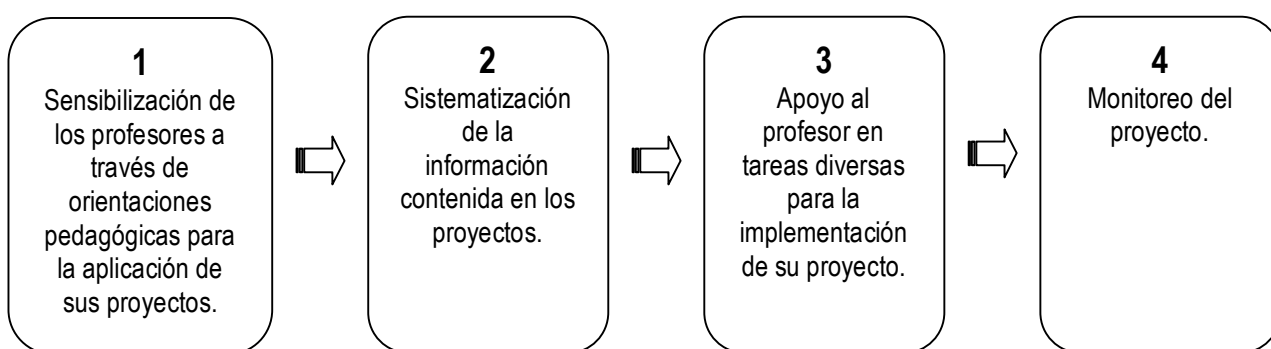 1
Sensibilización de
los profesores a
través de
orientaciones
pedagógicas para
la aplicación de
sus proyectos.
2
Sistematización
de la
información
contenida en los
proyectos.
3
Apoyo al
profesor en
tareas diversas
para la
implementación
de su proyecto.
4
Monitoreo del
proyecto.